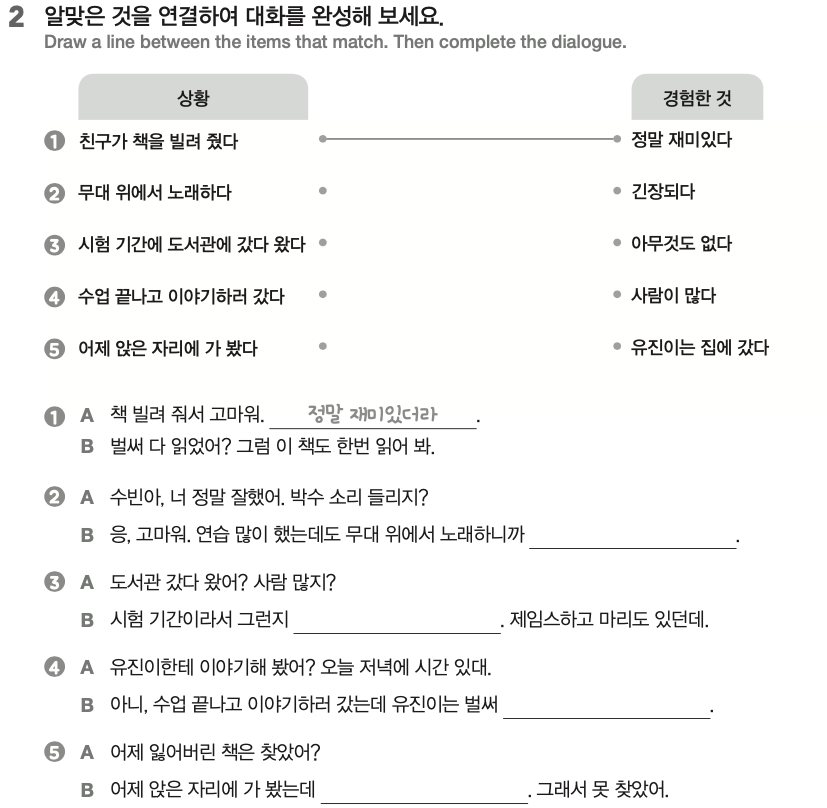 2 알맞은 것을 연결하여 대화를 완성해 보세요.
Draw a line between the items that match. Then complete the dialogue.
상황 경험한 것
1 친구가 책을 빌려 줬다 정말 재미있다
2 무대 위에서 노래하다 긴장되다
3 시험 기간에 도서관에 갔다 왔다 아무것도 없다
4 수업 끝나고 이야기하러 갔다 사람이 많다
5 어제 앉은 자리에 가 봤다 유진이는 집에 갔다
1 A 책 빌려 줘서 고마워. 정말 재미있더라.
B 벌써 다 읽었어? 그럼 이 책도 한번 읽어 봐.
2 A 수빈아, 너 정말 잘했어. 박수 소리 들리지?
B 응, 고마워. 연습 많이 했는데도 무대 위에서 노래하니까 ____________.
3 A 도서관 갔다 왔어? 사람 많지?
B 시험 기간이라서 그런지 ____________. 제임스하고 마리도 있던데.
4 A 유진이한테 이야기해 봤어? 오늘 저녁에 시간 있대.
B 아니, 수업 끝나고 이야기하러 갔는데 유진이는 벌써 ____________.
5 A 어제 잃어버린 책은 찾았어?
B 어제 앉은 자리에 가 봤는데 ____________. 그래서 못 찾았어.